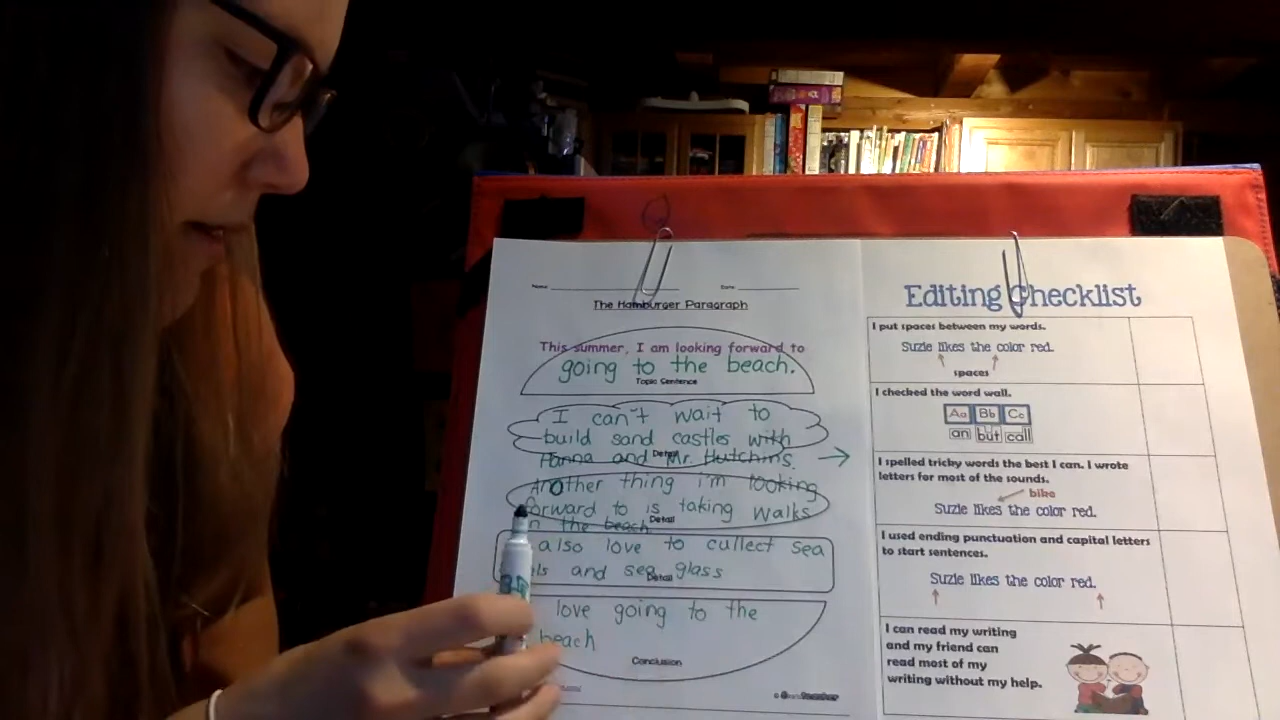 Name
Date
The Hamburger Paragraph
This summer, I am looking forward to
going to the beach.
Topic Sentence
I can't wait to
build sand castles with
Hanna and Mr. Hutchins.
Detail
Another thing i'm looking
forward to is taking walks
the beach.
Detail
also love to cullect sea
and sea glass
Detail
love going to the
beach
Conclusion
Editing Checklist
I put spaces between my words.
Suzie likes the color red.
spaces
I checked the word wall.
Aa Bb Cc
an but call
I spelled tricky words the best I can. I wrote
letters for most of the sounds.
bike
Suzie likes the color red.
I used ending punctuation and capital letters
to start sentences.
Suzie likes the color red.
I can read my writing
and my friend can
read most of my
writing without my help.